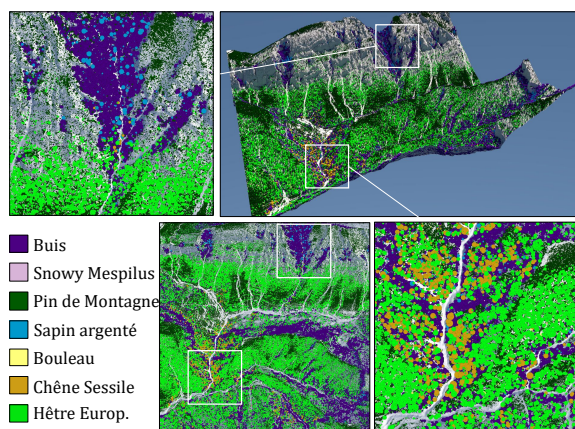 Buis
Snowy Mespilus
Pin de Montagne
Sapin argenté
Bouleau
Chêne Sessile
Hêtre Europ.